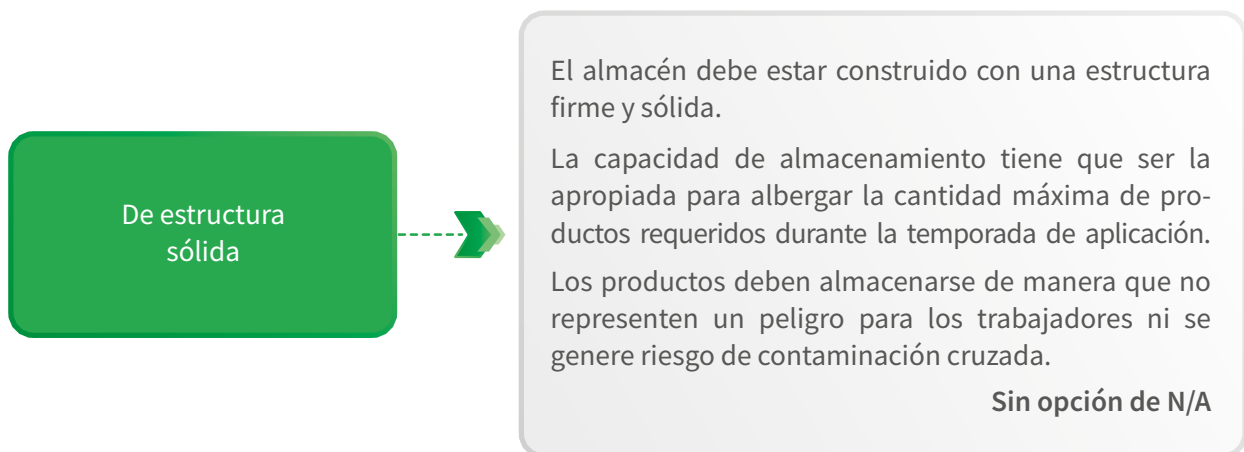 De estructura
sólida
El almacén debe estar construido con una estructura
firme y sólida.
La capacidad de almacenamiento tiene que ser la
apropiada para albergar la cantidad máxima de pro-
ductos requeridos durante la temporada de aplicación.
Los productos deben almacenarse de manera que no
representen un peligro para los trabajadores ni se
genere riesgo de contaminación cruzada.
Sin opción de N/A